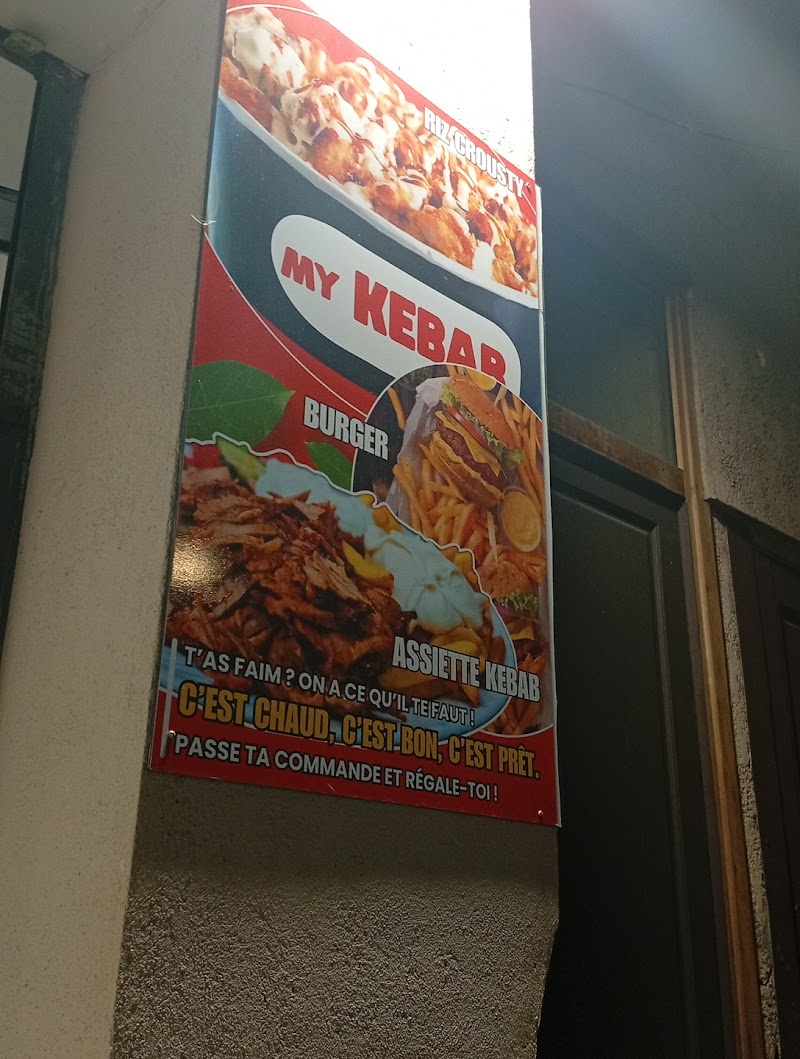 RIZ CROUSTY
MY KEBAB
BURGER
ASSIETTE KEBAB
T'AS FAIM ? ON A CE QU'IL TE FAUT !
C'EST CHAUD, C'EST BON, C'EST PRÊT.
PASSE TA COMMANDE ET RÉGALE-TOI !